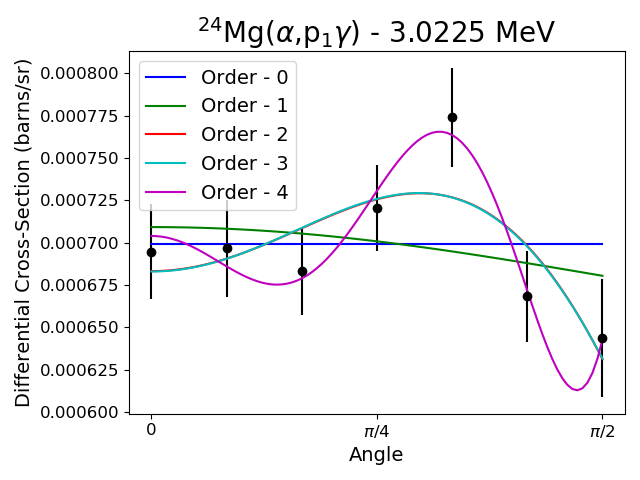 ²⁴Mg(α,p₁γ) - 3.0225 MeV
Differential Cross-Section (barns/sr)
0.000800
0.000775
0.000750
0.000725
0.000700
0.000675
0.000650
0.000625
0.000600
Order - 0
Order - 1
Order - 2
Order - 3
Order - 4
0 π/4 π/2
Angle